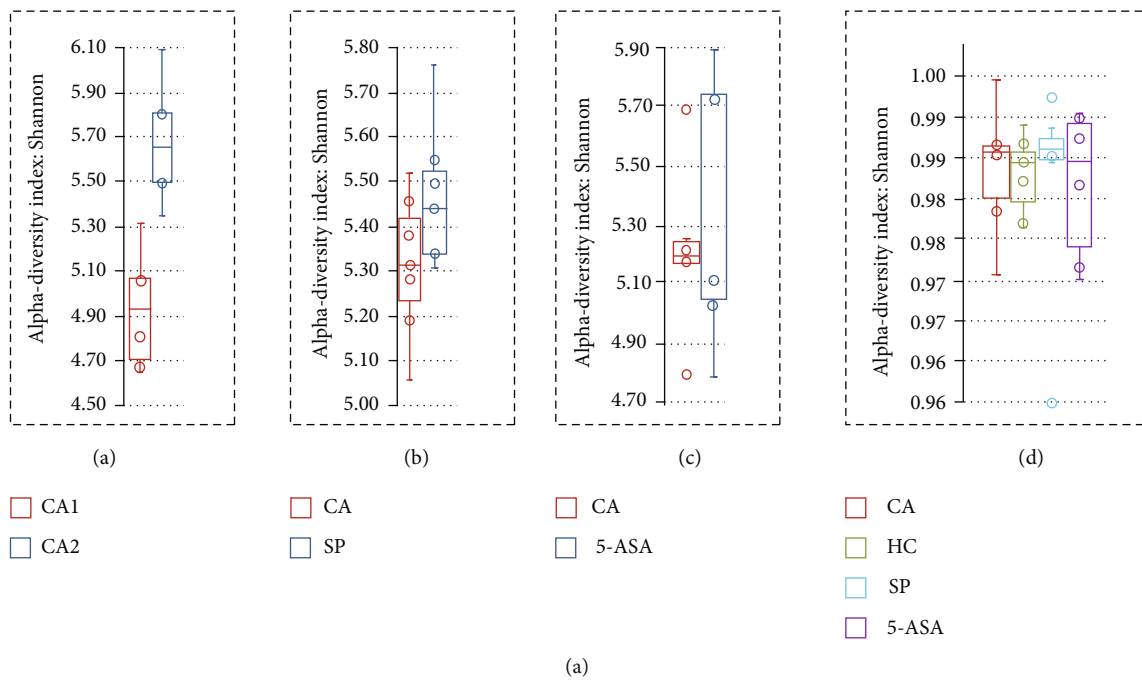 Alpha-diversity index: Shannon
6.10
5.90
5.70
5.50
5.30
5.10
4.90
4.70
4.50
(a)
CA1
CA2
Alpha-diversity index: Shannon
5.80
5.70
5.60
5.50
5.40
5.30
5.20
5.10
5.00
(b)
CA
SP
Alpha-diversity index: Shannon
5.90
5.70
5.50
5.30
5.10
4.90
4.70
(c)
CA
5-ASA
Alpha-diversity index: Shannon
1.00
0.99
0.99
0.98
0.98
0.97
0.97
0.96
0.96
(d)
CA
HC
SP
5-ASA
(a)